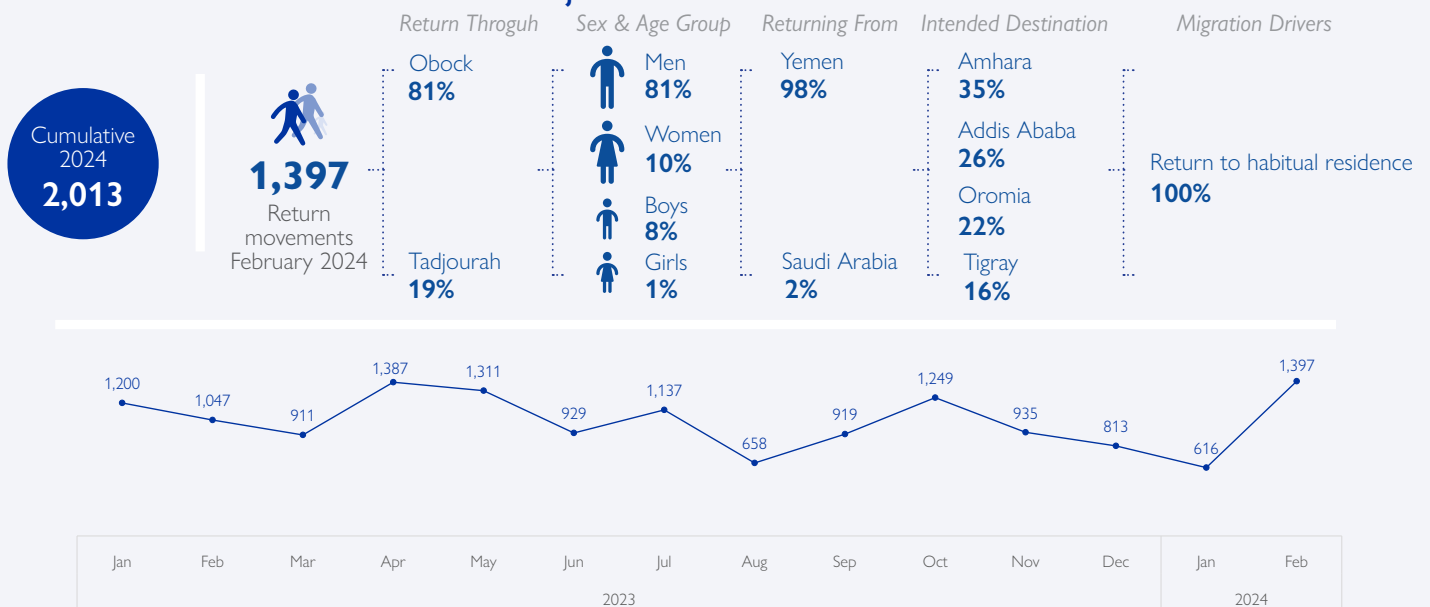 Return Throguh
Sex & Age Group
Returning From
Intended Destination
Migration Drivers
Cumulative
2024
2,013
1,397
Return
movements
February 2024
Obock
81%
Tadjourah
19%
Men
81%
Women
10%
Boys
8%
Girls
1%
Yemen
98%
Saudi Arabia
2%
Amhara
35%
Addis Ababa
26%
Oromia
22%
Tigray
16%
Return to habitual residence
100%
1,200
1,047
911
1,387
1,311
929
1,137
658
919
1,249
935
813
616
1,397
Jan
Feb
Mar
Apr
May
Jun
Jul
Aug
Sep
Oct
Nov
Dec
Jan
Feb
2023
2024